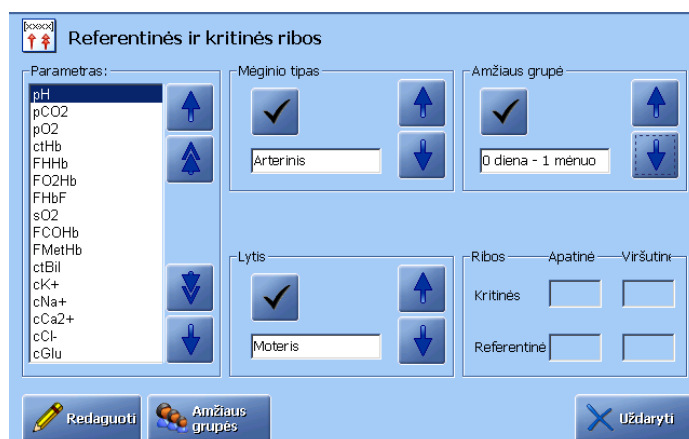 [xxxx]
Referentinės ir kritinės ribos
Parametras:
pH
pCO2
pO2
ctHb
FHHb
FO2Hb
FHbF
sO2
FCOHb
FMetHb
ctBil
cK+
cNa+
cCa2+
cCl-
cGlu
Mėginio tipas
Arterinis
Amžiaus grupė
0 diena - 1 mėnuo
Lytis
Moteris
Ribos Apatinė Viršutine
Kritinės
Referentinė
Redaguoti
Amžiaus
grupės
Uždaryti